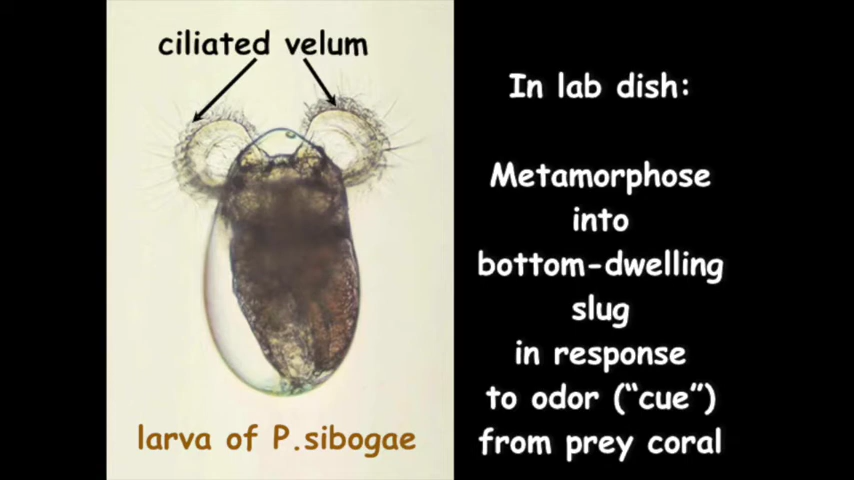 ciliated velum
larva of P.sibogae
In lab dish:
Metamorphose
into
bottom-dwelling
slug
in response
to odor (“cue”)
from prey coral